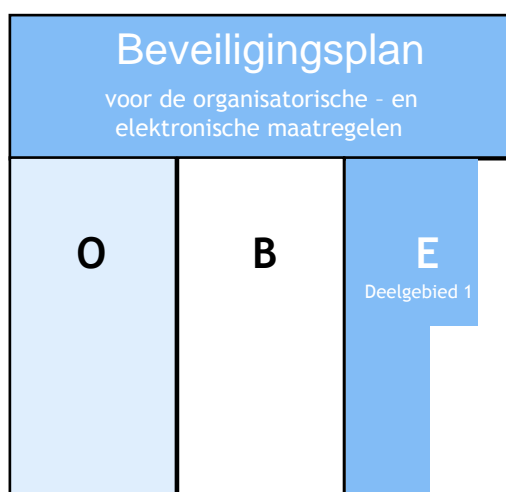 Beveiligingsplan
voor de organisatorische – en
elektronische maatregelen
O
B
E
Deelgebied 1